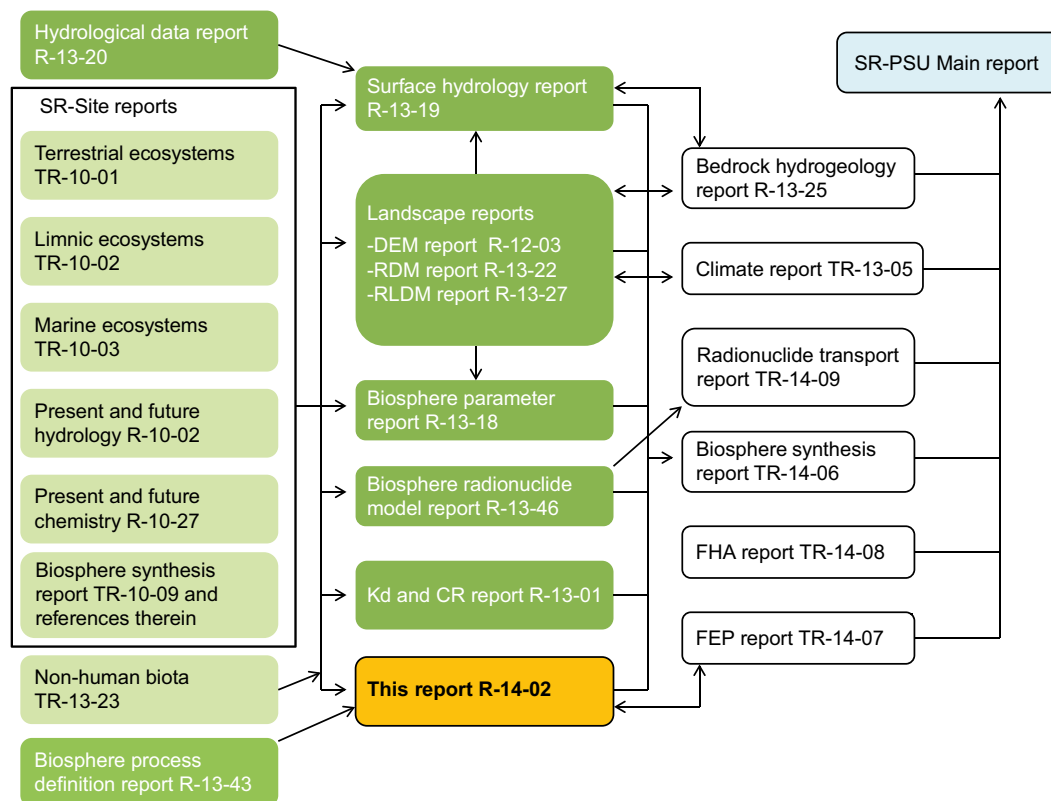 Hydrological data report
R-13-20
SR-Site reports
Terrestrial ecosystems
TR-10-01
Limnic ecosystems
TR-10-02
Marine ecosystems
TR-10-03
Present and future
hydrology R-10-02
Present and future
chemistry R-10-27
Biosphere synthesis
report TR-10-09 and
references therein
Non-human biota
TR-13-23
Biosphere process
definition report R-13-43
Surface hydrology report
R-13-19
Landscape reports
-DEM report  R-12-03
-RDM report R-13-22
-RLDM report R-13-27
Biosphere parameter
report R-13-18
Biosphere radionuclide
model report R-13-46
Kd and CR report R-13-01
This report R-14-02
SR-PSU Main report
Bedrock hydrogeology
report R-13-25
Climate report TR-13-05
Radionuclide transport
report TR-14-09
Biosphere synthesis
report TR-14-06
FHA report TR-14-08
FEP report TR-14-07